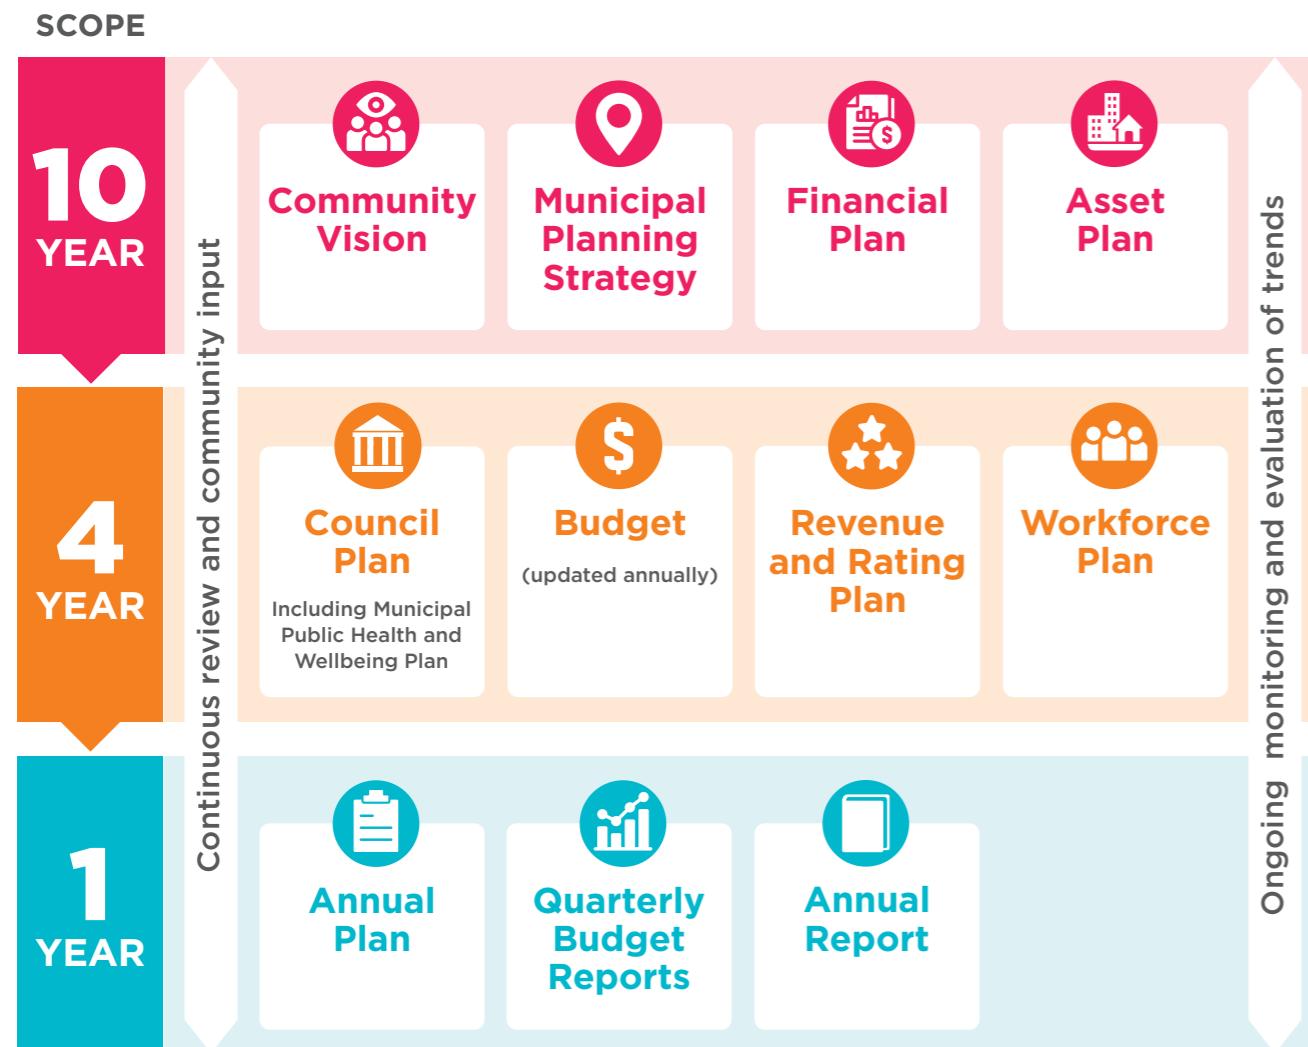 SCOPE
10
YEAR
Continuous review and community input
Community
Vision
Municipal
Planning
Strategy
Financial
Plan
Asset
Plan
Ongoing monitoring and evaluation of trends
4
YEAR
Council
Plan
Including Municipal
Public Health and
Wellbeing Plan
$
Budget
(updated annually)
Revenue
and Rating
Plan
Workforce
Plan
1
YEAR
Annual
Plan
Quarterly
Budget
Reports
Annual
Report